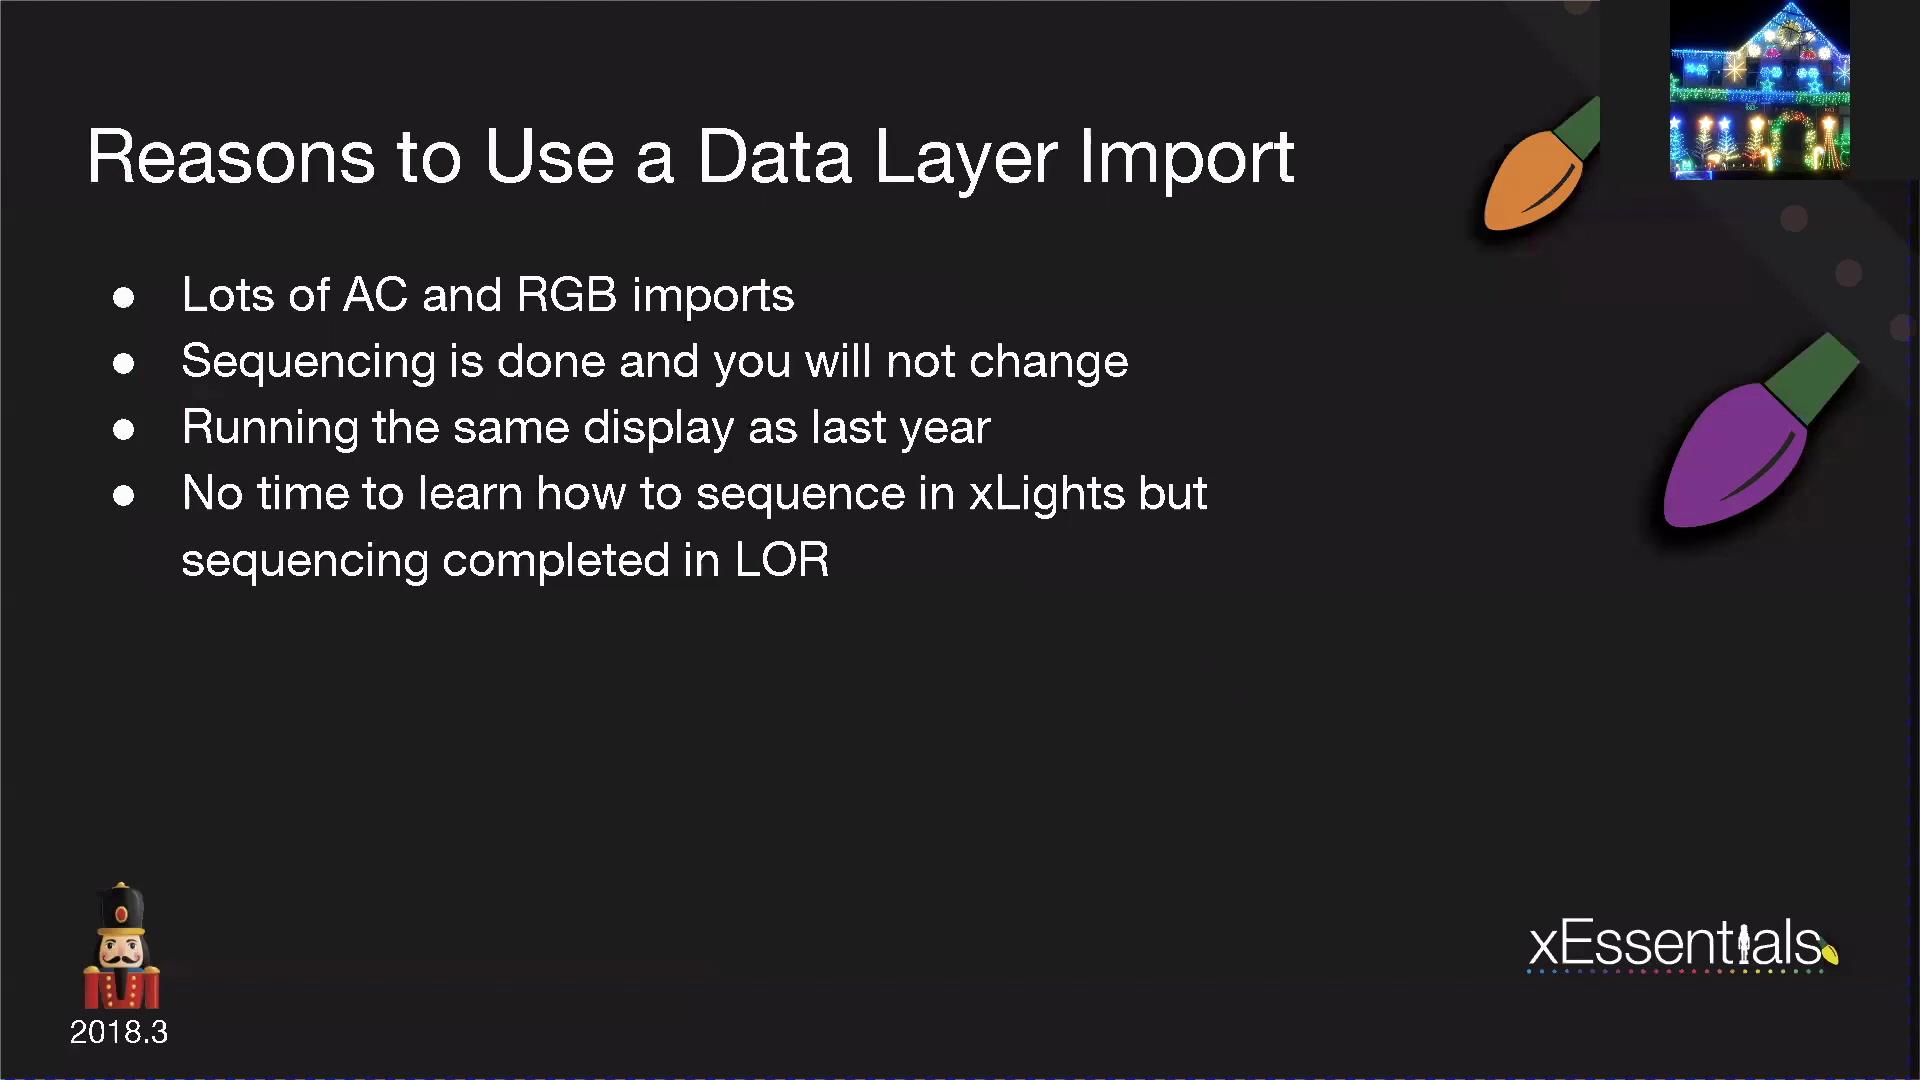 Reasons to Use a Data Layer Import
● Lots of AC and RGB imports
● Sequencing is done and you will not change
● Running the same display as last year
● No time to learn how to sequence in xLights but
sequencing completed in LOR
xEssentials
2018.3